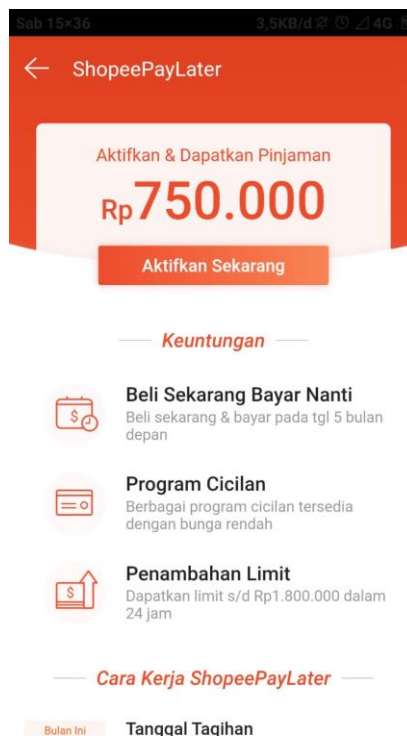 Sab 15×36
3,5KB/d
4G
ShopeePayLater
Aktifkan & Dapatkan Pinjaman
Rp750.000
Aktifkan Sekarang
Keuntungan
$
Beli Sekarang Bayar Nanti
Beli sekarang & bayar pada tgl 5 bulan
depan
Program Cicilan
Berbagai program cicilan tersedia
dengan bunga rendah
$
Penambahan Limit
Dapatkan limit s/d Rp1.800.000 dalam
24 jam
Cara Kerja ShopeePayLater
Bulan Ini
Tanggal Tagihan